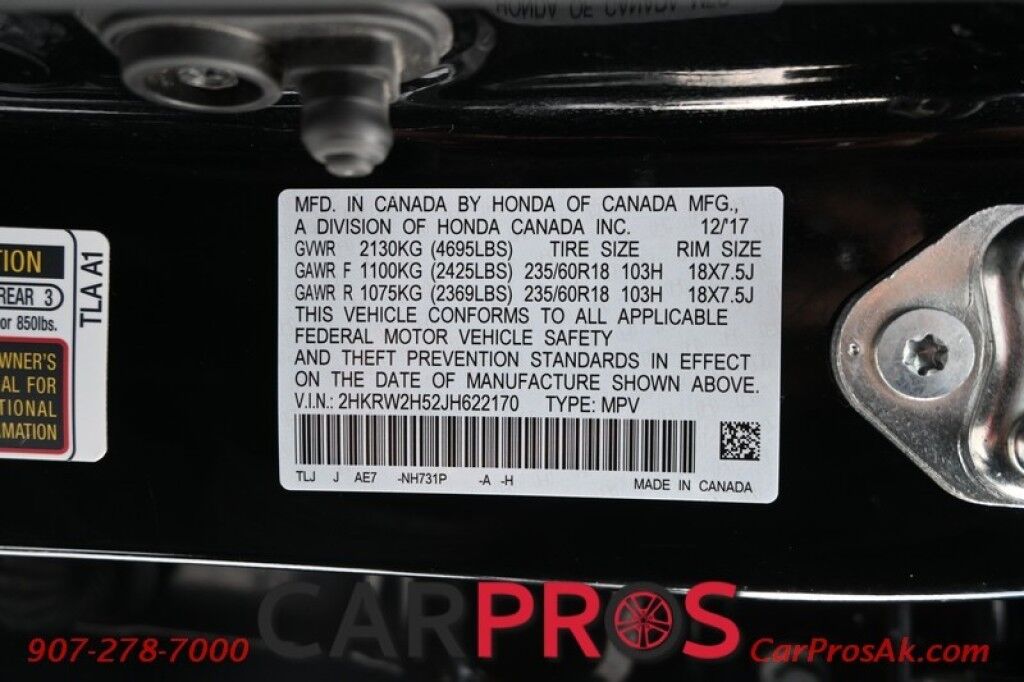 MFD. IN CANADA BY HONDA OF CANADA MFG.,
A DIVISION OF HONDA CANADA INC. 12/17
GVWR 2130KG (4695LBS) TIRE SIZE RIM SIZE
GAWR F 1100KG (2425LBS) 235/60R18 103H 18X7.5J
GAWR R 1075KG (2369LBS) 235/60R18 103H 18X7.5J
THIS VEHICLE CONFORMS TO ALL APPLICABLE
FEDERAL MOTOR VEHICLE SAFETY
AND THEFT PREVENTION STANDARDS IN EFFECT
ON THE DATE OF MANUFACTURE SHOWN ABOVE.
V.I.N.: 2HKRW2H52JH622170 TYPE: MPV
TLJ J AE7 -NH731P -A -H
MADE IN CANADA
TION
REAR 3
or 850lbs.
WNER'S
AL FOR
TIONAL
MATION
TLA A1
CARPROS
907-278-7000
CarProsAk.com